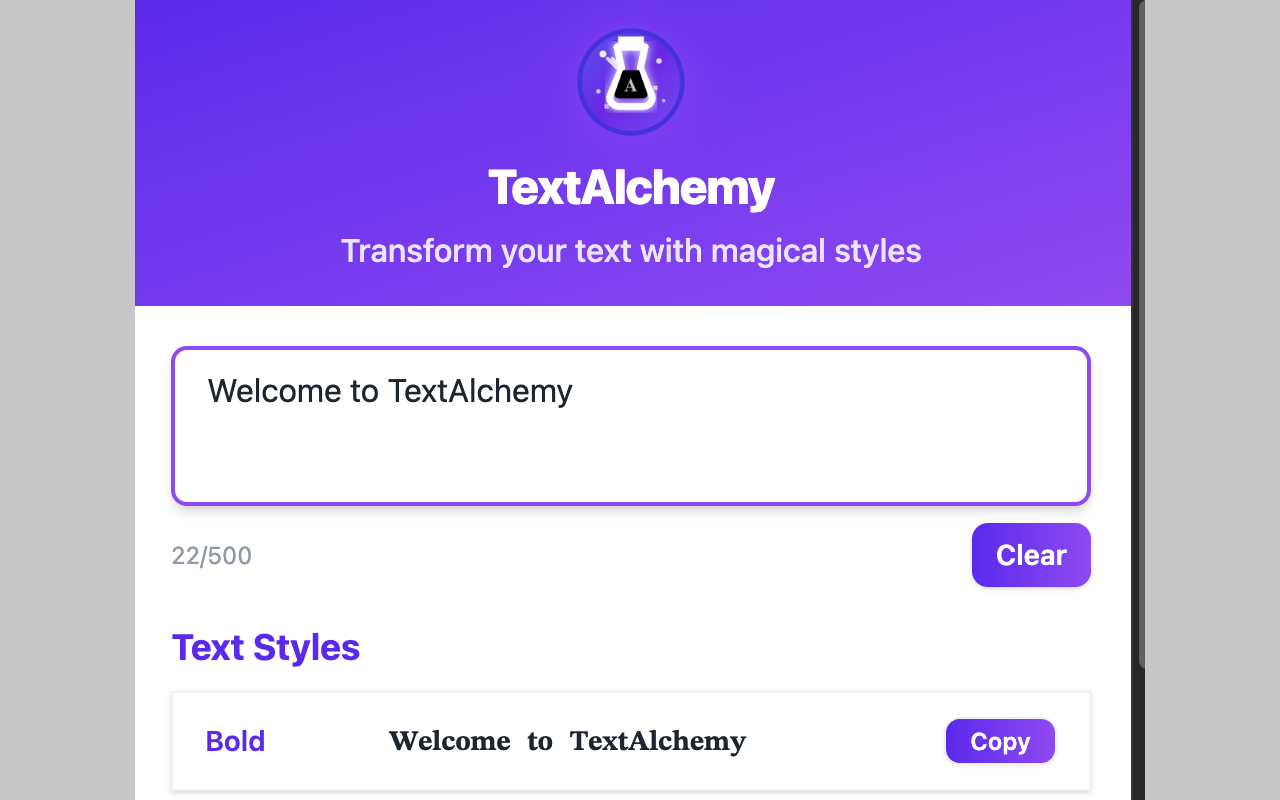 A
TextAlchemy
Transform your text with magical styles
Welcome to TextAlchemy
22/500
Clear
Text Styles
Bold
Welcome to TextAlchemy
Copy